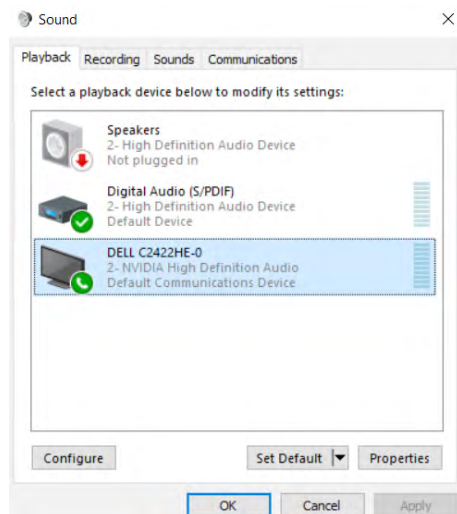 Sound
Playback Recording Sounds Communications
Select a playback device below to modify its settings:
Speakers
2- High Definition Audio Device
Not plugged in
Digital Audio (S/PDIF)
2- High Definition Audio Device
Default Device
DELL C2422HE-0
2- NVIDIA High Definition Audio
Default Communications Device
Configure Set Default Properties
OK Cancel Apply